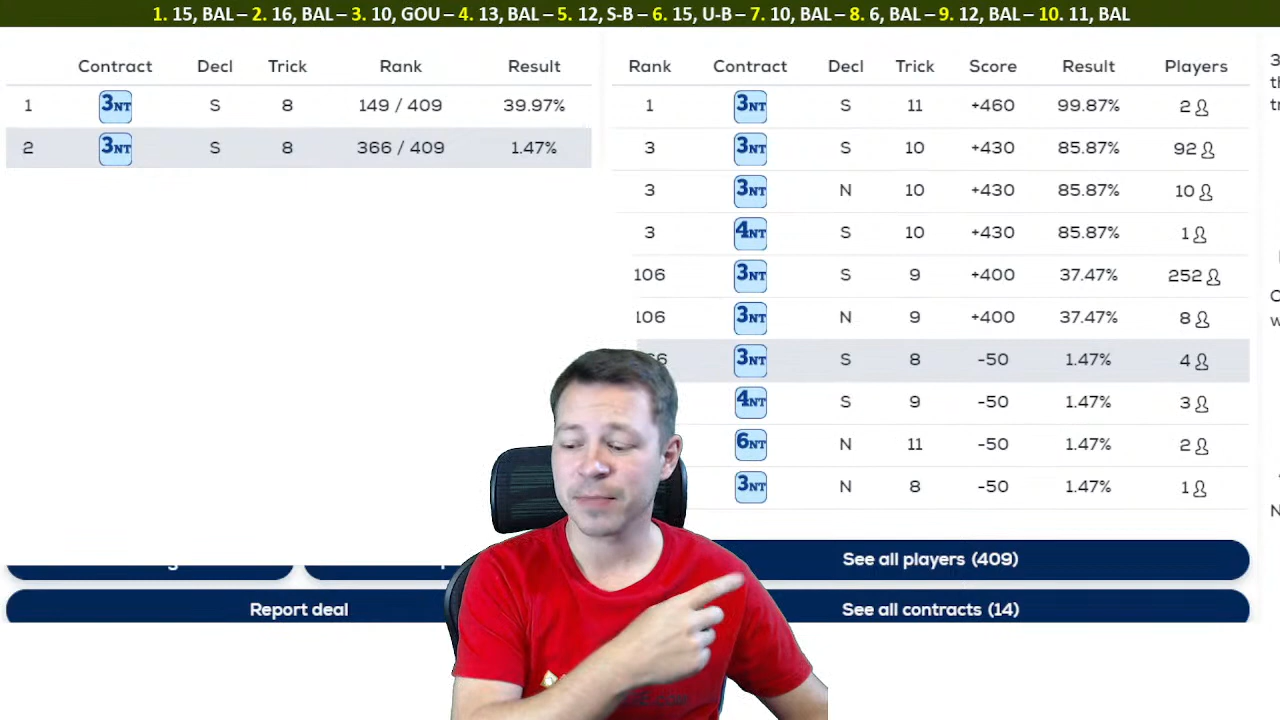 1. 15, BAL – 2. 16, BAL – 3. 10, GOU – 4. 13, BAL – 5. 12, S-B – 6. 15, U-B – 7. 10, BAL – 8. 6, BAL – 9. 12, BAL – 10. 11, BAL
Contract Decl Trick Rank Result
1 3NT S 8 149 / 409 39.97%
2 3NT S 8 366 / 409 1.47%
Report deal
Rank Contract Decl Trick Score Result Players
1 3NT S 11 +460 99.87% 2
3 3NT S 10 +430 85.87% 92
3 3NT N 10 +430 85.87% 10
3 4NT S 10 +430 85.87% 1
106 3NT S 9 +400 37.47% 252
106 3NT N 9 +400 37.47% 8
3NT S 8 -50 1.47% 4
4NT S 9 -50 1.47% 3
6NT N 11 -50 1.47% 2
3NT N 8 -50 1.47% 1
See all players (409)
See all contracts (14)